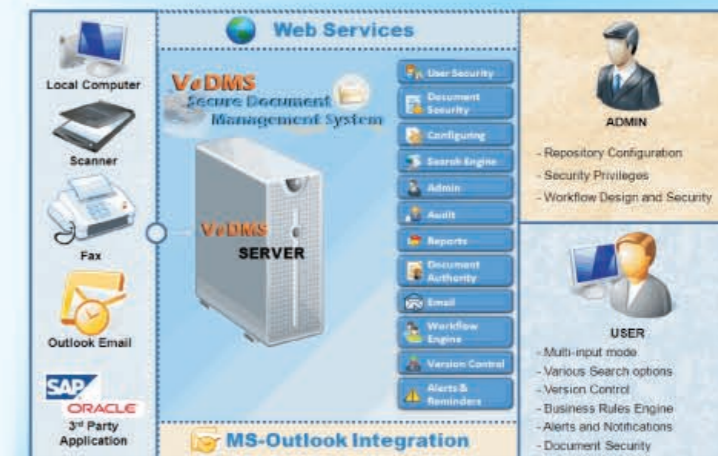 Local Computer
Scanner
Fax
Outlook Email
SAP
ORACLE
3rd Party
Application
Web Services
VeDMS
Secure Document
Management System
VeDMS
SERVER
User Security
Document
Security
Configuring
Search Engine
Admin
Audit
Reports
Document
Authority
Email
Workflow
Engine
Version Control
Alerts &
Reminders
MS-Outlook Integration
ADMIN
- Repository Configuration
- Security Privileges
- Workflow Design and Security
USER
- Multi-input mode
- Various Search options
- Version Control
- Business Rules Engine
- Alerts and Notifications
- Document Security